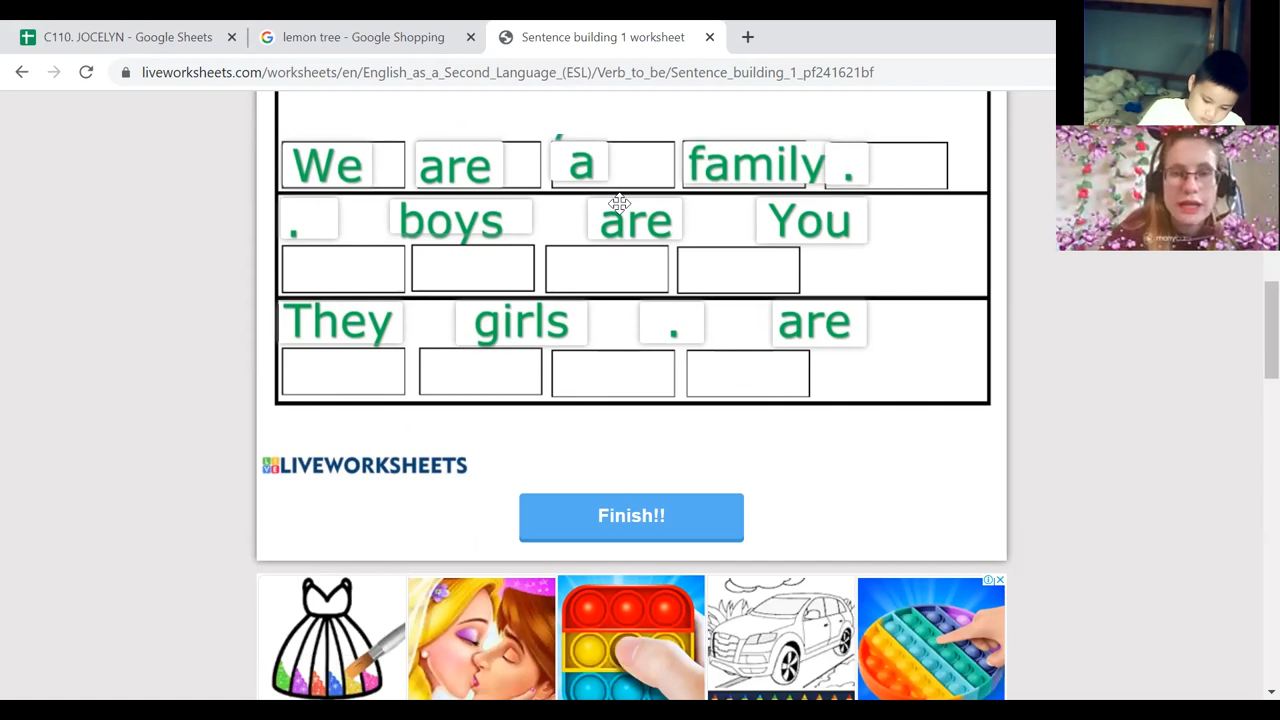 C110. JOCELYN - Google Sheets
lemon tree - Google Shopping
Sentence building 1 worksheet
liveworksheets.com/worksheets/en/English_as_a_Second_Language_(ESL)/Verb_to_be/Sentence_building_1_pf241621bf
We are a family .
. boys are You
They girls . are
LIVEWORKSHEETS
Finish!!